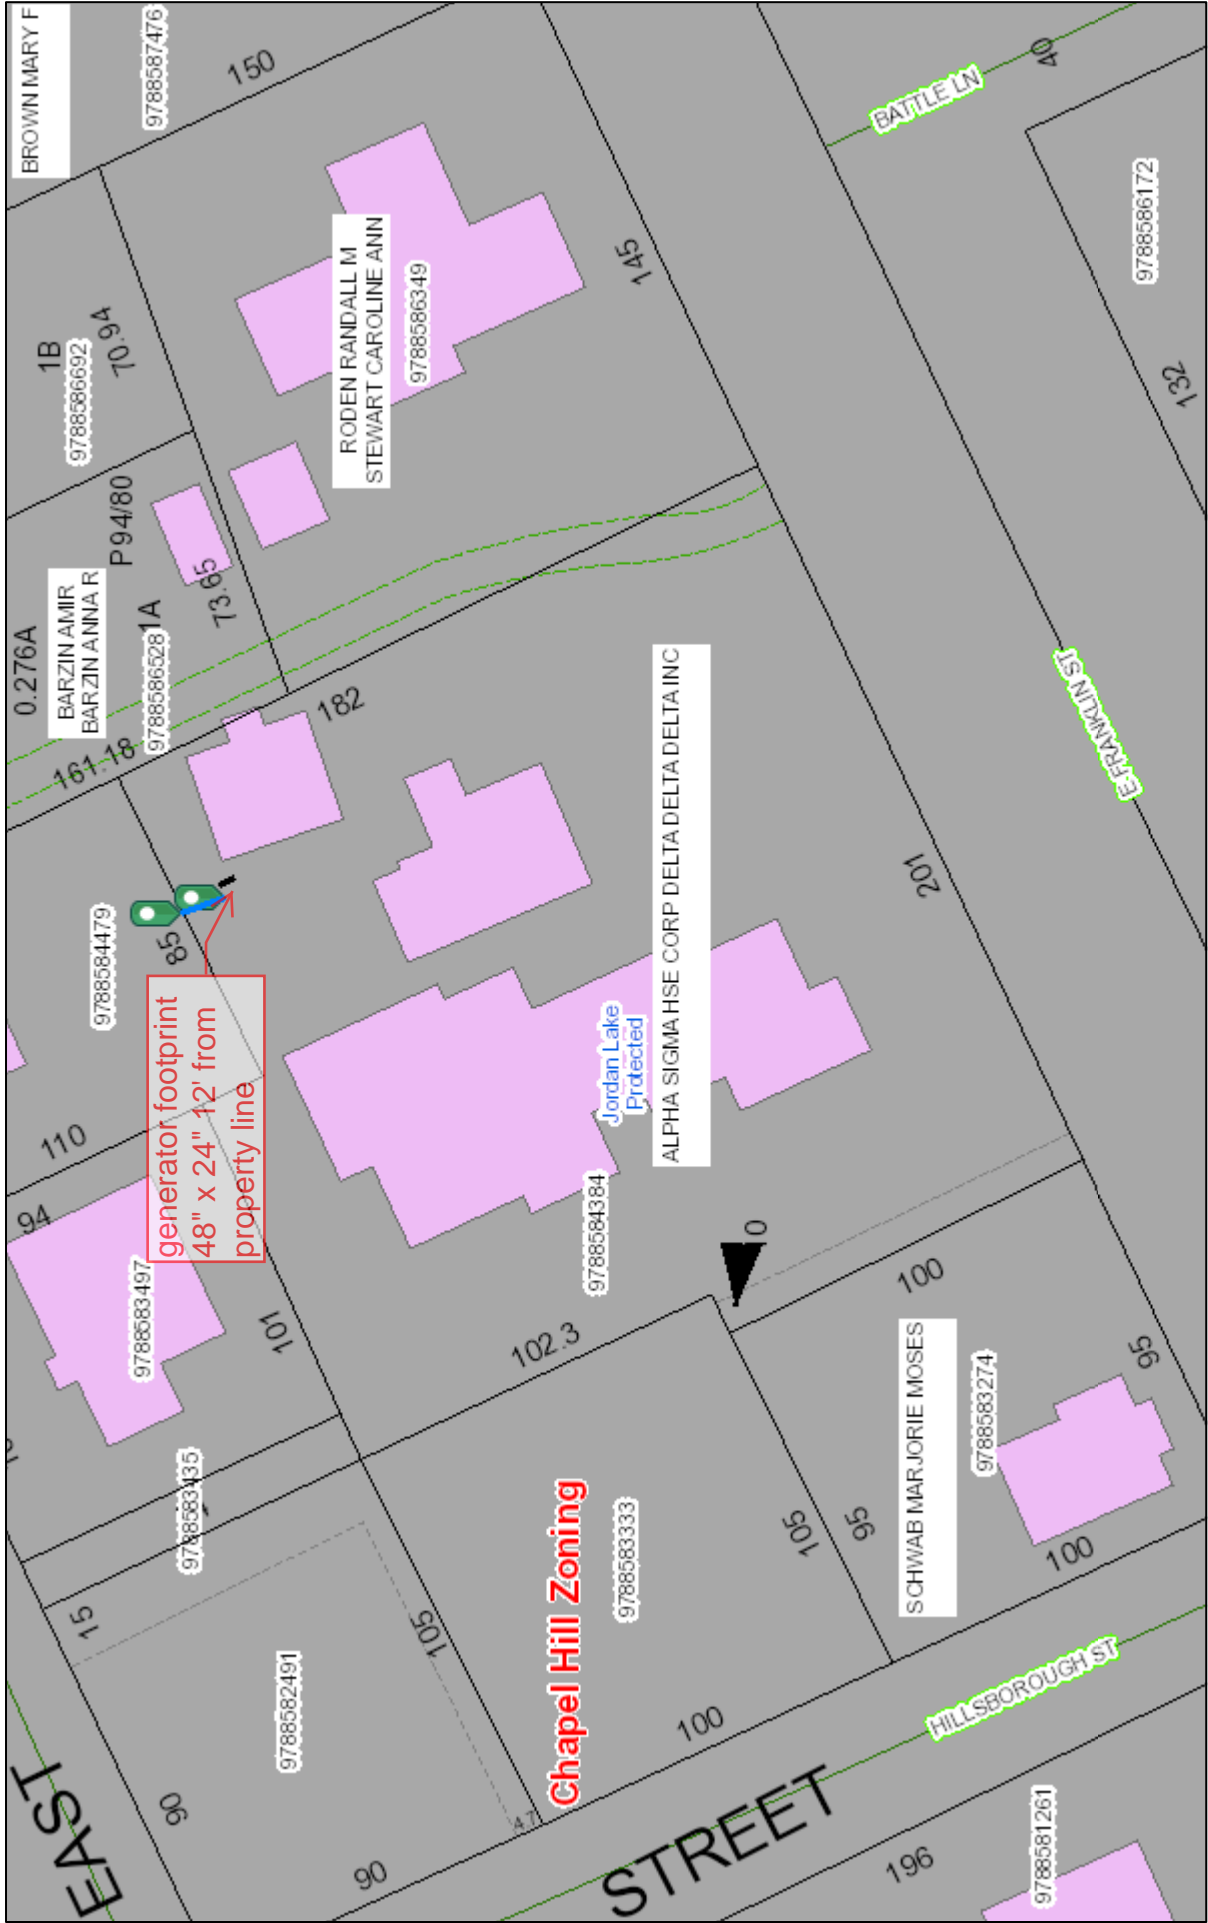 BROWN MARY F
9788587476
150
BATTLE LN
40
9788586172
132
145
RODEN RANDALL M
STEWART CAROLINE ANN
9788586349
1B
9788586692
70.94
P94/80
73.65
0.276A
BARZIN AMIR
BARZIN ANNA R
1A
9788586528
161.18
182
E FRANKLIN ST
201
ALPHA SIGMA HSE CORP DELTA DELTA DELTA INC
Jordan Lake
Protected
9788584384
9788584479
85
generator footprint
48" x 24" 12' from
property line
110
94
9788583497
101
102.3
100
SCHWAB MARJORIE MOSES
9788583274
95
95
100
105
9788583333
Chapel Hill Zoning
9788583435
15
105
9788582491
90
90
4.7
100
HILLSBOROUGH ST
EAST
STREET
196
9788581261